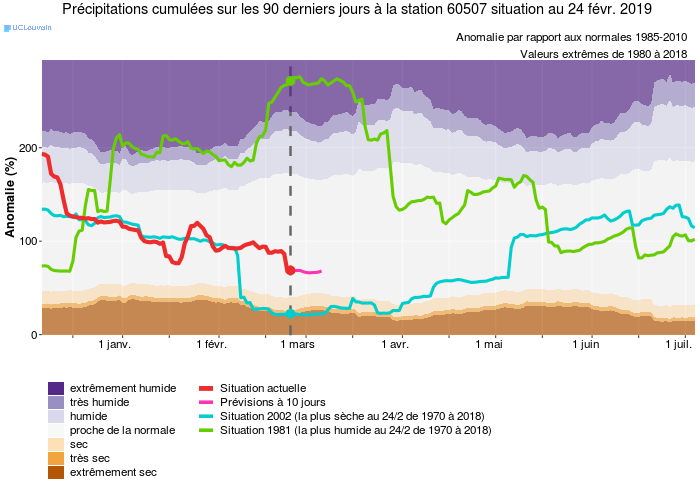 Précipitations cumulées sur les 90 derniers jours à la station 60507 situation au 24 févr. 2019
UCLouvain
Anomalie par rapport aux normales 1985-2010
Valeurs extrêmes de 1980 à 2018
Anomalie (%)
200
100
0
1 janv.
1 févr.
1 mars
1 avr.
1 mai
1 juin
1 juil.
extrêmement humide
très humide
humide
proche de la normale
sec
très sec
extrêmement sec
Situation actuelle
Prévisions à 10 jours
Situation 2002 (la plus sèche au 24/2 de 1970 à 2018)
Situation 1981 (la plus humide au 24/2 de 1970 à 2018)